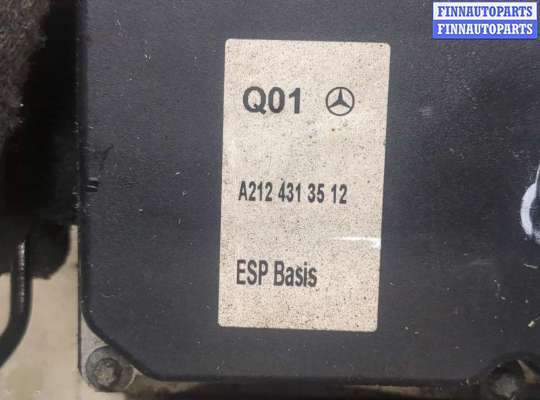 FINNAUTOPARTS
FINNAUTOPARTS
Q01
A212 431 35 12
ESP Basis